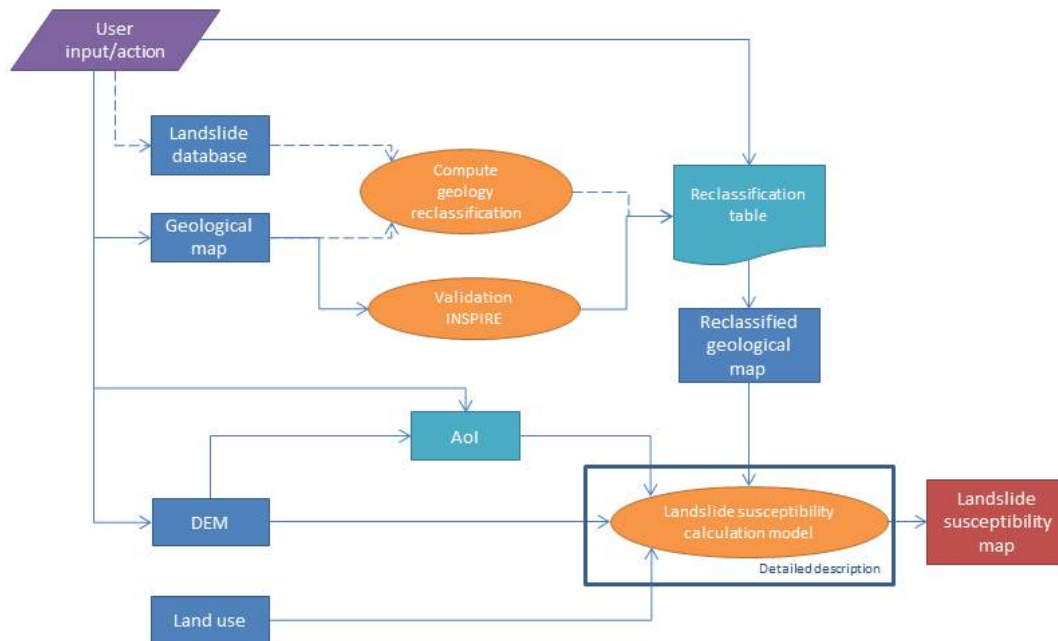 User
input/action
Landslide
database
Compute
geology
reclassification
Reclassification
table
Geological
map
Validation
INSPIRE
Reclassified
geological
map
AoI
DEM
Landslide susceptibility
calculation model
Detailed description
Landslide
susceptibility
map
Land use